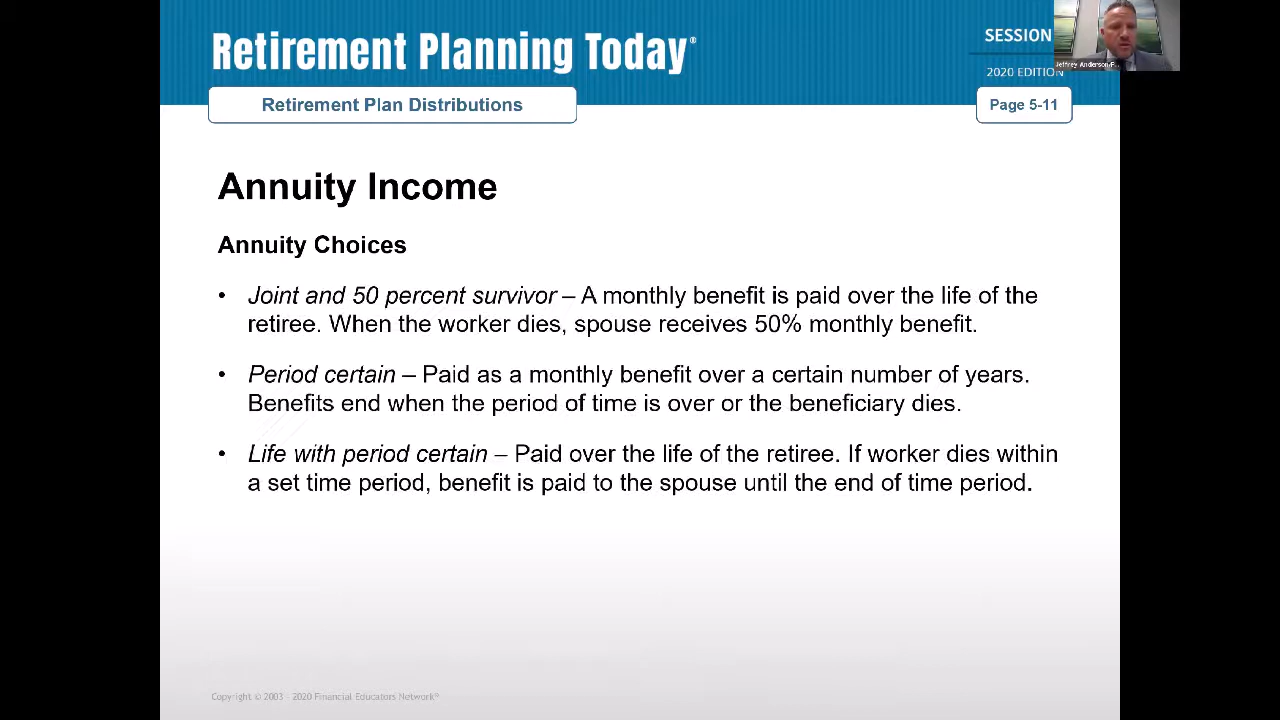 Retirement Planning Today®
SESSION
2020 EDITION
Jeffrey Anderson/F...
Retirement Plan Distributions
Page 5-11
Annuity Income
Annuity Choices
• Joint and 50 percent survivor – A monthly benefit is paid over the life of the
retiree. When the worker dies, spouse receives 50% monthly benefit.
• Period certain – Paid as a monthly benefit over a certain number of years.
Benefits end when the period of time is over or the beneficiary dies.
• Life with period certain – Paid over the life of the retiree. If worker dies within
a set time period, benefit is paid to the spouse until the end of time period.
Copyright © 2003 - 2020 Financial Educators Network®